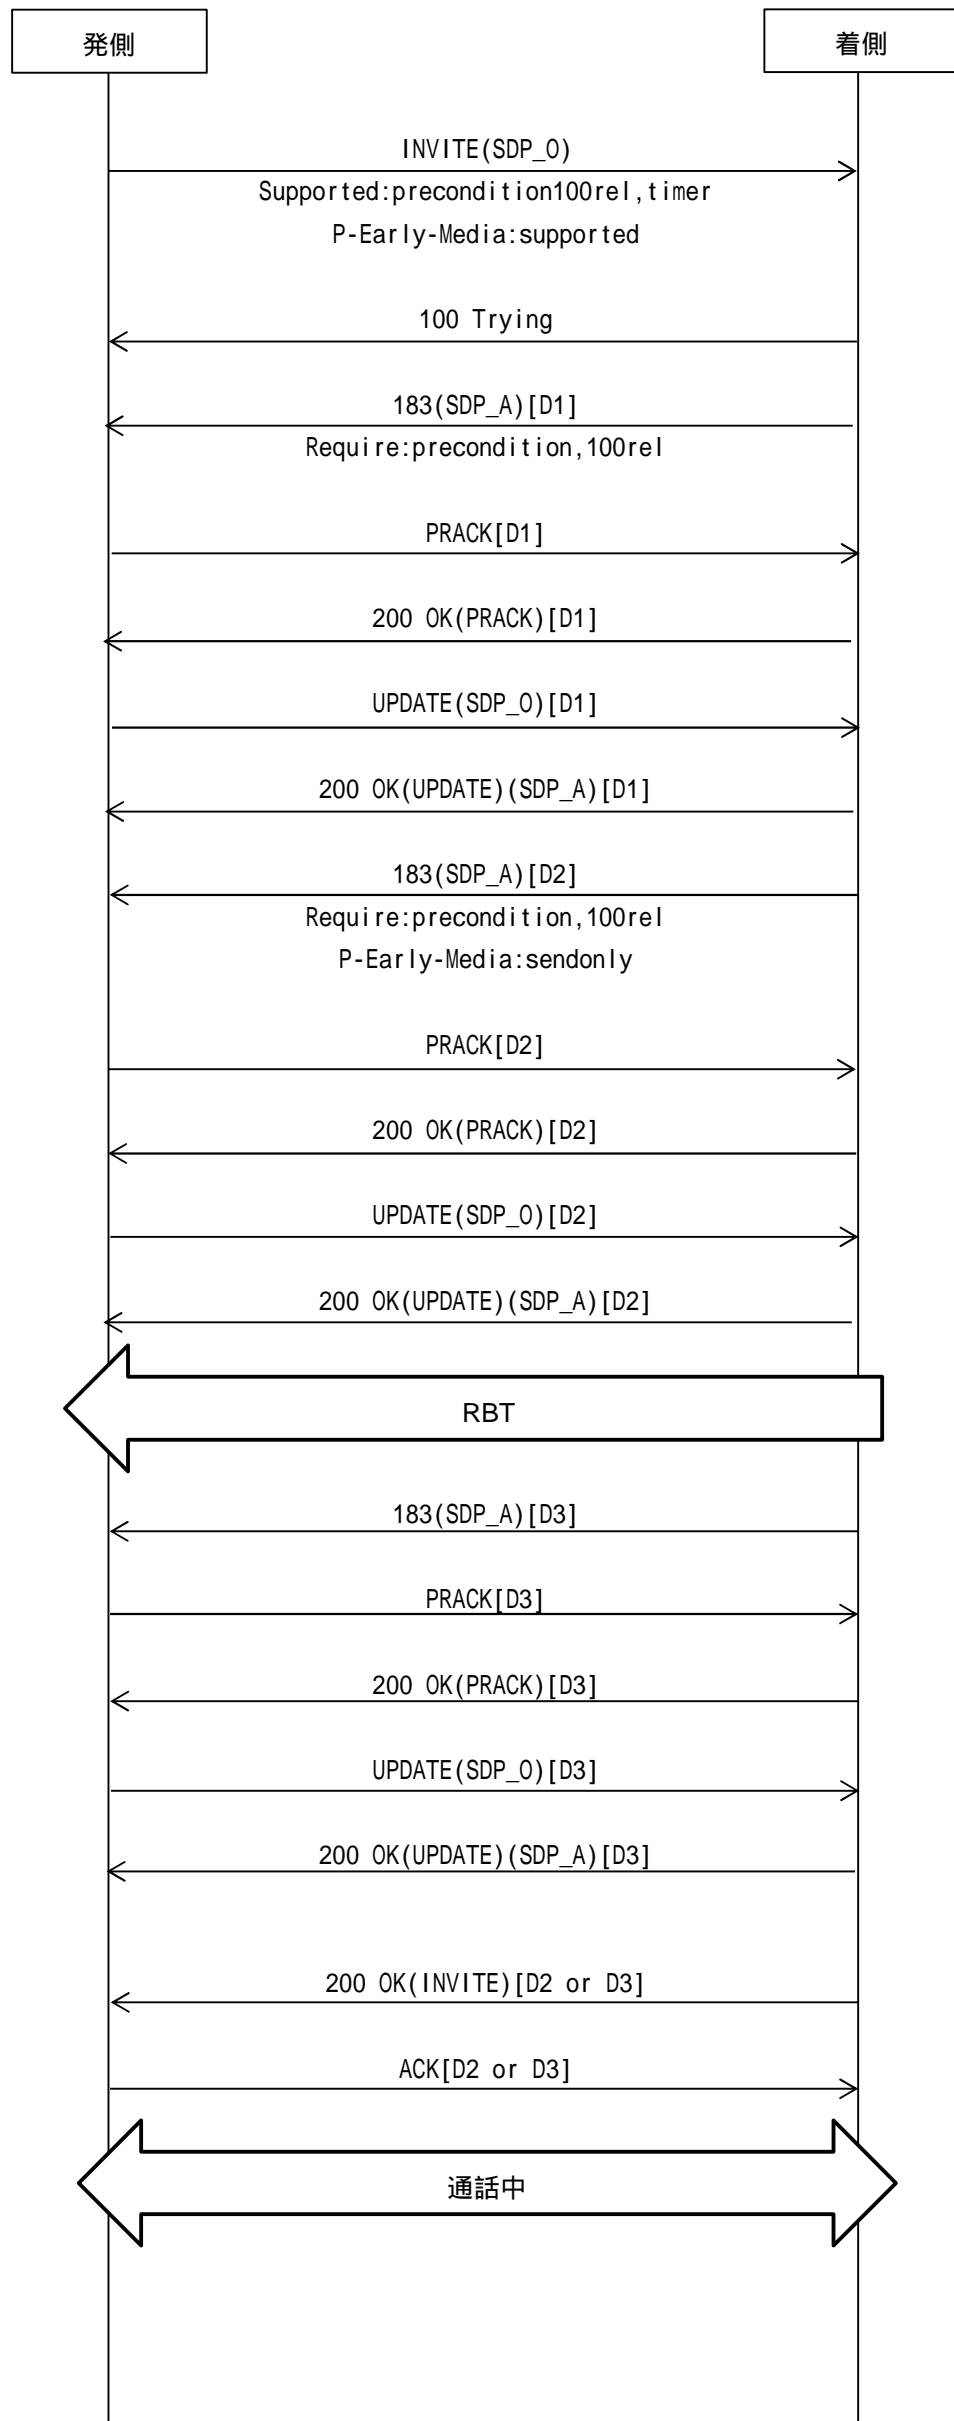 発側
着側
INVITE(SDP_O)
Supported:precondition100rel,timer
P-Early-Media:supported
100 Trying
183(SDP_A)[D1]
Require:precondition,100rel
PRACK[D1]
200 OK(PRACK)[D1]
UPDATE(SDP_O)[D1]
200 OK(UPDATE)(SDP_A)[D1]
183(SDP_A)[D2]
Require:precondition,100rel
P-Early-Media:sendonly
PRACK[D2]
200 OK(PRACK)[D2]
UPDATE(SDP_O)[D2]
200 OK(UPDATE)(SDP_A)[D2]
RBT
183(SDP_A)[D3]
PRACK[D3]
200 OK(PRACK)[D3]
UPDATE(SDP_O)[D3]
200 OK(UPDATE)(SDP_A)[D3]
200 OK(INVITE)[D2 or D3]
ACK[D2 or D3]
通話中